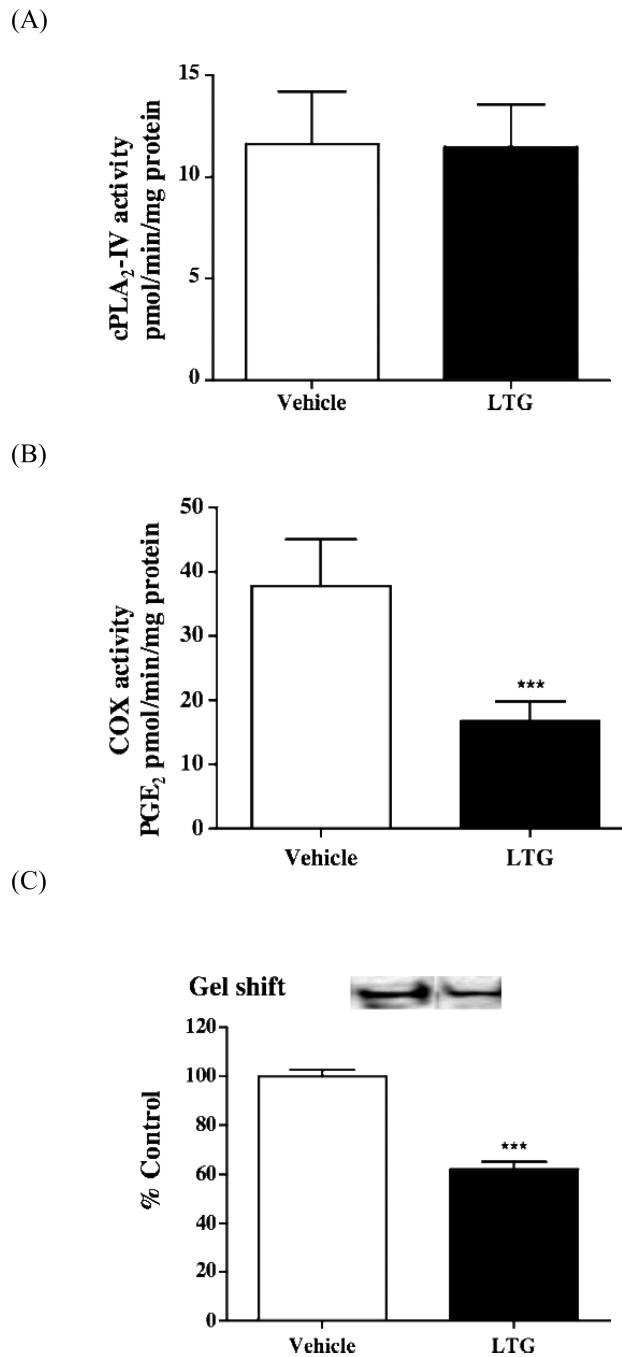 (A)
cPLA₂-IV activity
pmol/min/mg protein
15
10
5
0
Vehicle LTG
(B)
COX activity
PGE₂ pmol/min/mg protein
50
40
30
20
10
0
***
Vehicle LTG
(C)
Gel shift
% Control
120
100
80
60
40
20
0
***
Vehicle LTG